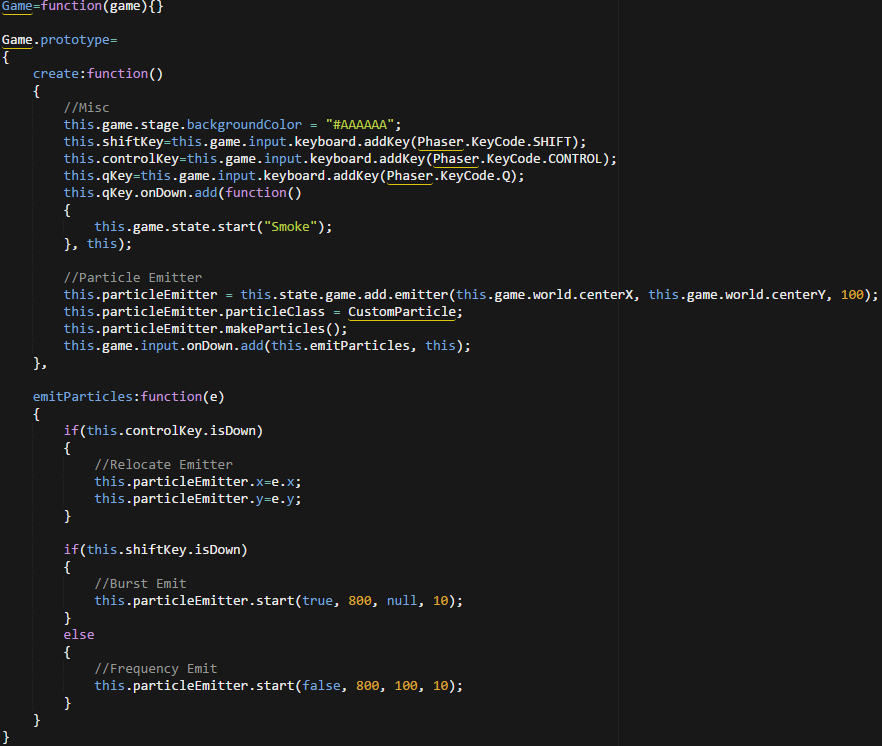 Game=function(game){}

Game.prototype=
{
    create:function()
    {
        //Misc
        this.game.stage.backgroundColor = "#AAAAAA";
        this.shiftKey=this.game.input.keyboard.addKey(Phaser.KeyCode.SHIFT);
        this.controlKey=this.game.input.keyboard.addKey(Phaser.KeyCode.CONTROL);
        this.qKey=this.game.input.keyboard.addKey(Phaser.KeyCode.Q);
        this.qKey.onDown.add(function()
        {
            this.game.state.start("Smoke");
        }, this);

        //Particle Emitter
        this.particleEmitter = this.state.game.add.emitter(this.game.world.centerX, this.game.world.centerY, 100);
        this.particleEmitter.particleClass = CustomParticle;
        this.particleEmitter.makeParticles();
        this.game.input.onDown.add(this.emitParticles, this);
    },

    emitParticles:function(e)
    {
        if(this.controlKey.isDown)
        {
            //Relocate Emitter
            this.particleEmitter.x=e.x;
            this.particleEmitter.y=e.y;
        }

        if(this.shiftKey.isDown)
        {
            //Burst Emit
            this.particleEmitter.start(true, 800, null, 10);
        }
        else
        {
            //Frequency Emit
            this.particleEmitter.start(false, 800, 100, 10);
        }
    }
}